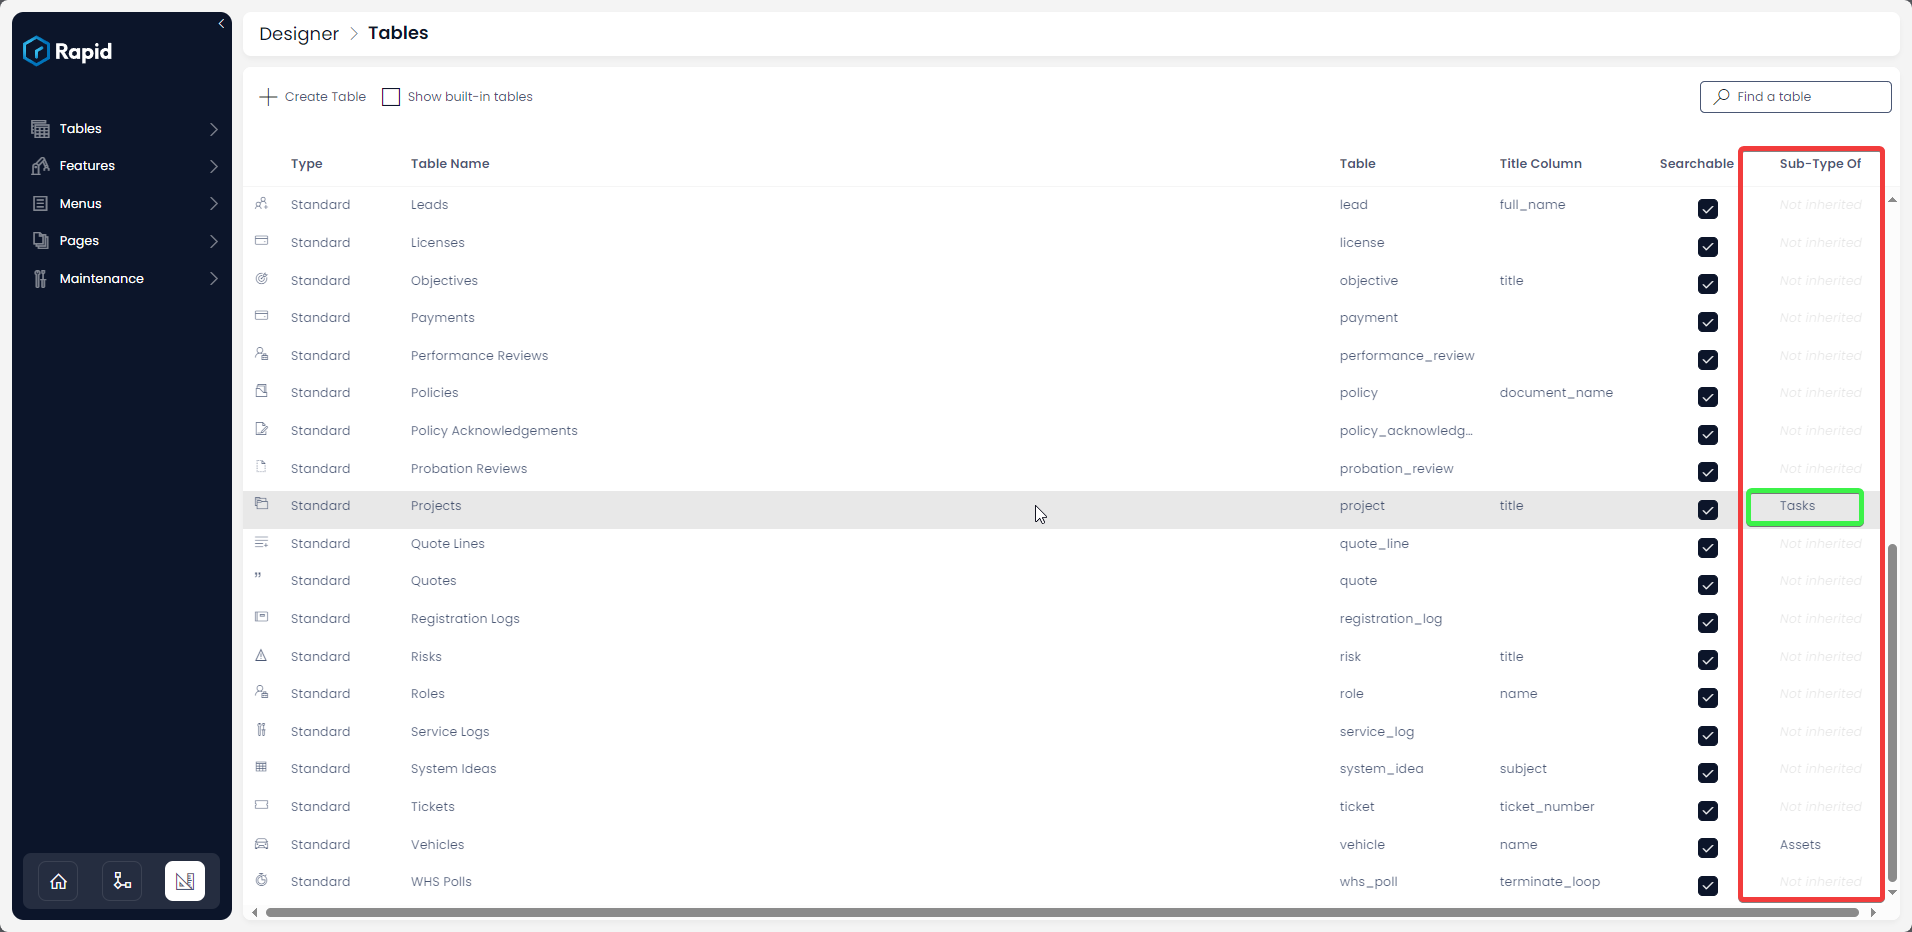 Rapid
Designer > Tables
Create Table Show built-in tables Find a table
Tables
Features
Menus
Pages
Maintenance
Type Table Name Table Title Column Searchable Sub-Type Of
Standard Leads lead full_name Not inherited
Standard Licenses license Not inherited
Standard Objectives objective title Not inherited
Standard Payments payment Not inherited
Standard Performance Reviews performance_review Not inherited
Standard Policies policy document_name Not inherited
Standard Policy Acknowledgements policy_acknowledg... Not inherited
Standard Probation Reviews probation_review Not inherited
Standard Projects project title Tasks
Standard Quote Lines quote_line Not inherited
Standard Quotes quote Not inherited
Standard Registration Logs registration_log Not inherited
Standard Risks risk title Not inherited
Standard Roles role name Not inherited
Standard Service Logs service_log Not inherited
Standard System Ideas system_idea subject Not inherited
Standard Tickets ticket ticket_number Not inherited
Standard Vehicles vehicle name Assets
Standard WHS Polls whs_poll terminate_loop Not inherited